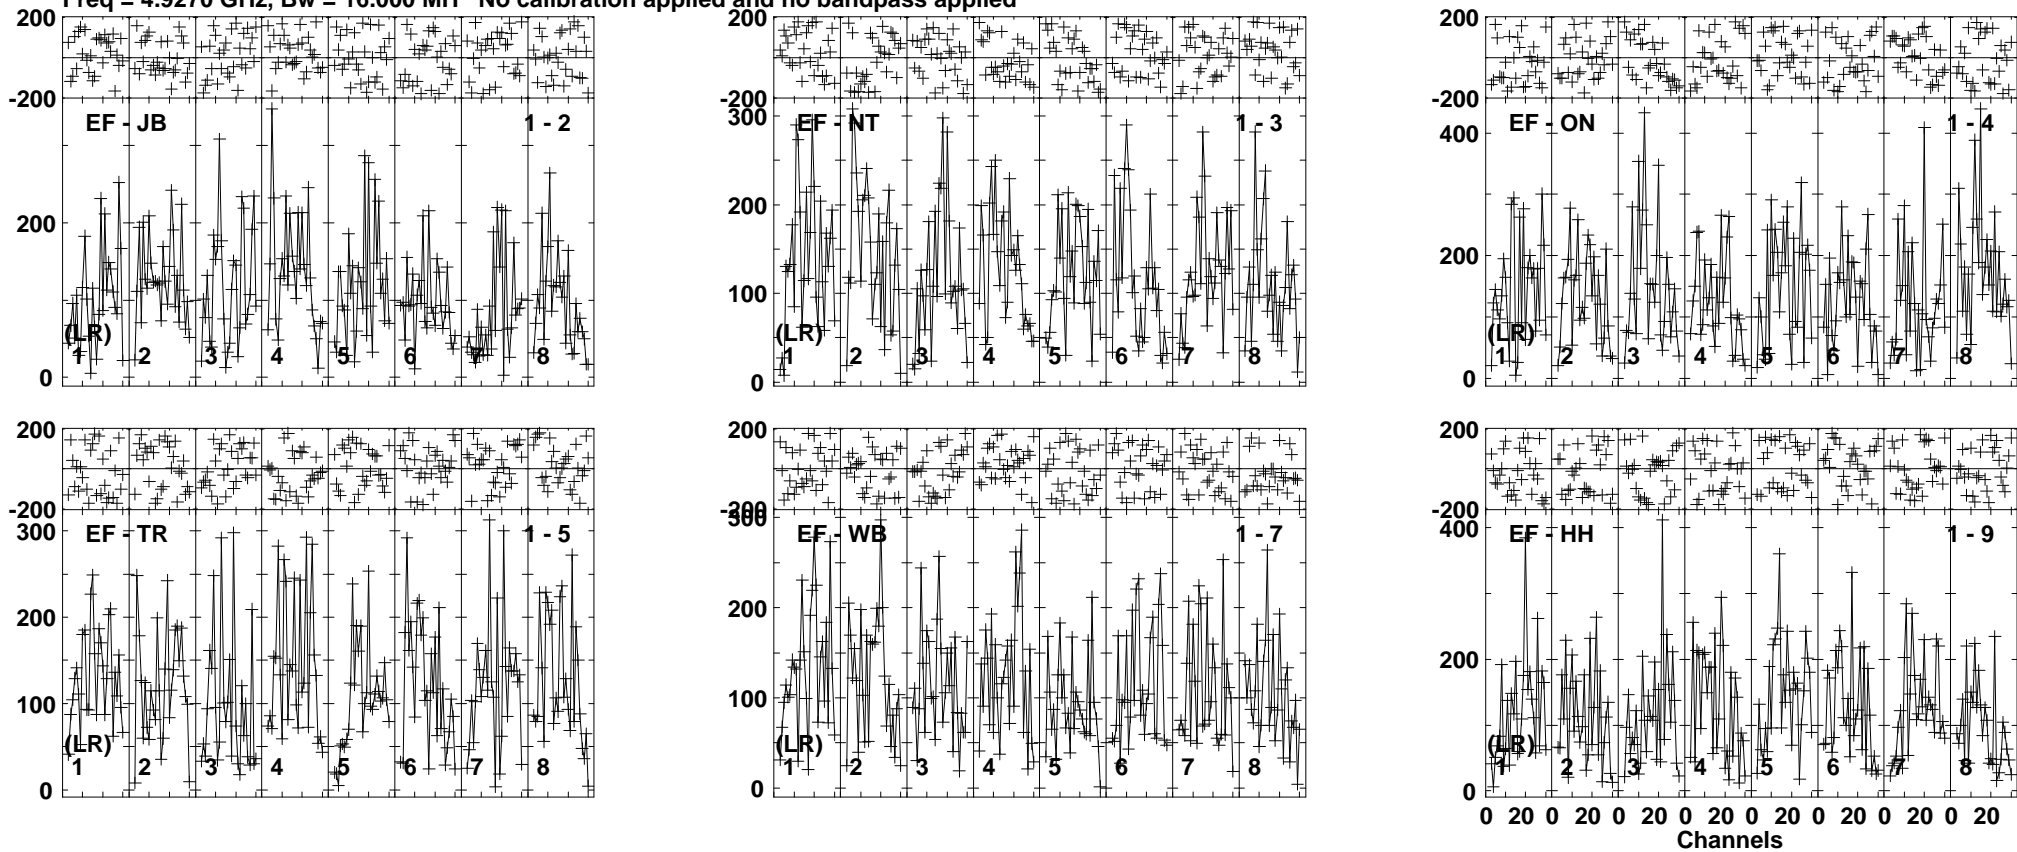 Freq = 4.9270 GHz, Bw = 16.000 MH No calibration applied and no bandpass applied
200
-200
EF - JB 1 - 2
200
(LR)
0
1 2 3 4 5 6 7 8
200
-200
300
EF - NT 1 - 3
200
100
(LR)
0
1 2 3 4 5 6 7 8
200
-200
400
EF - ON 1 - 4
200
(LR)
0
1 2 3 4 5 6 7 8
200
-200
300
EF - TR 1 - 5
200
100
(LR)
0
1 2 3 4 5 6 7 8
200
-200
300
EF - WB 1 - 7
200
100
(LR)
0
1 2 3 4 5 6 7 8
200
-200
400
EF - HH 1 - 9
200
(LR)
0
1 2 3 4 5 6 7 8
0 20 0 20 0 20 0 20 0 20 0 20 0 20 0 20
Channels